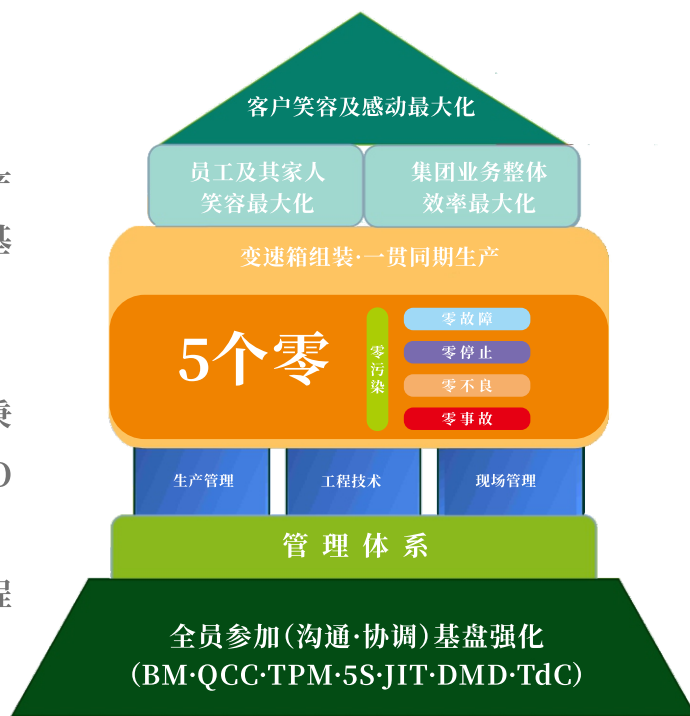 客户笑容及感动最大化
员工及其家人
笑容最大化
集团业务整体
效率最大化
变速箱组装·一贯同期生产
5个零
零污染
零故障
零停止
零不良
零事故
生产管理
工程技术
现场管理
管理体系
全员参加(沟通·协调)基盘强化
(BM·QCC·TPM·5S·JIT·DMD·TdC)